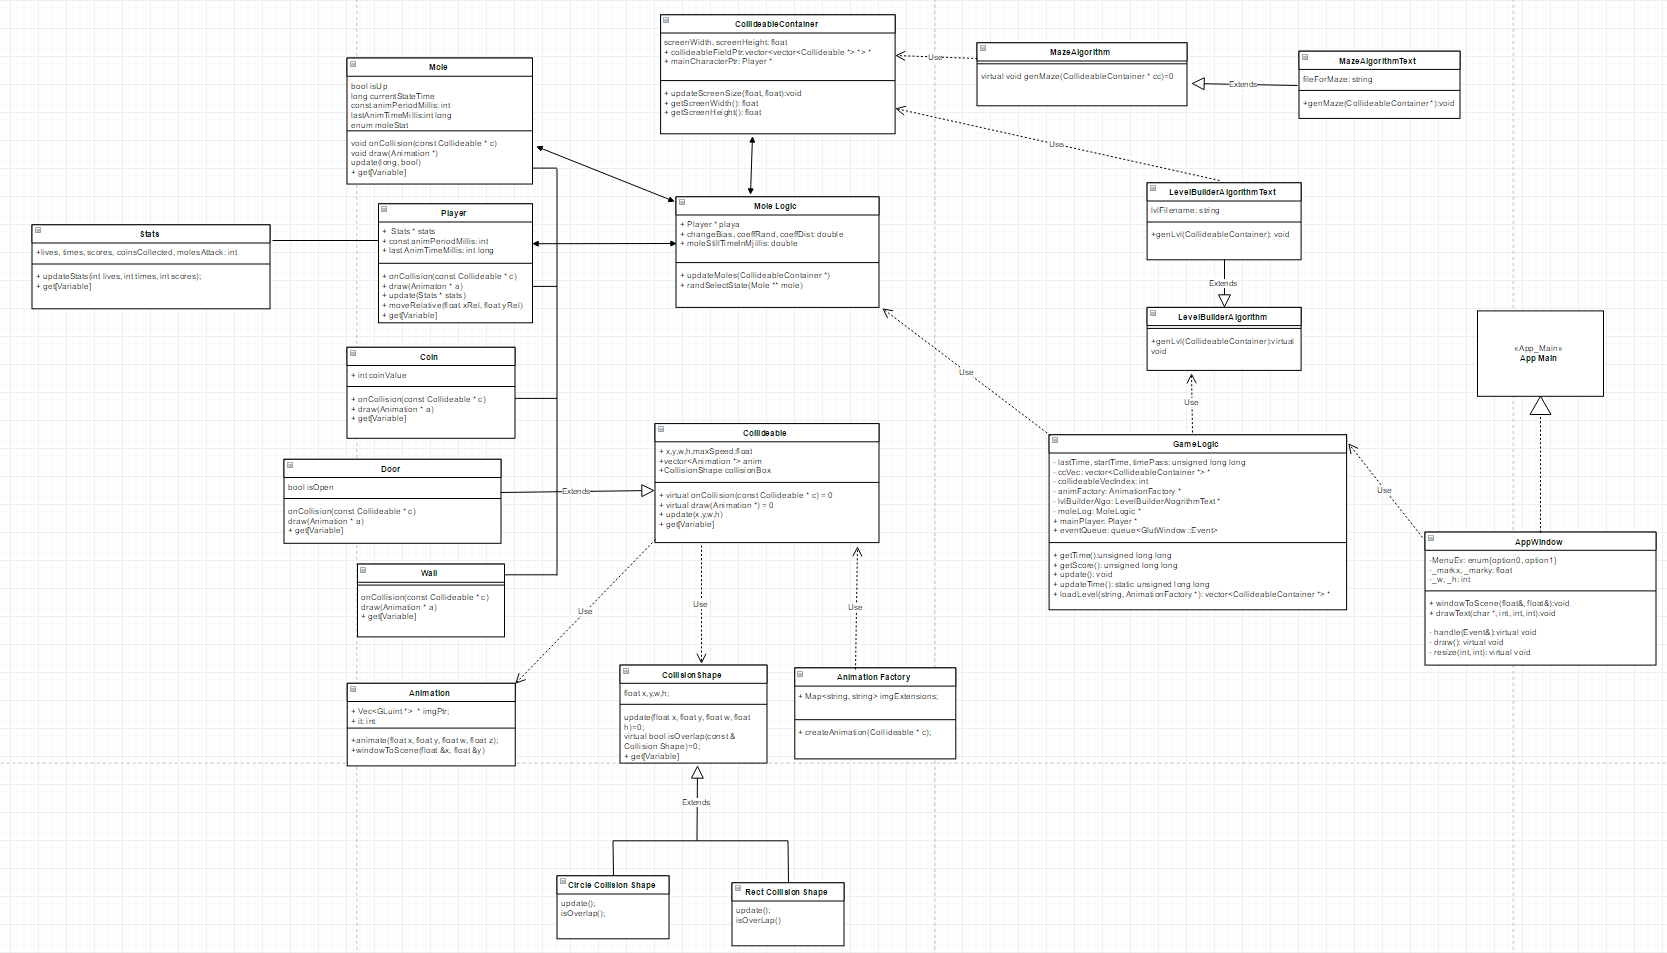 CollideableContainer
screenWidth, screenHeight: float
+ collideableFieldPtr:vector<vector<Collideable *> *> *
+ mainCharacterPtr: Player *
+ updateScreenSize(float, float):void
+ getScreenWidth(): float
+ getScreenHeight(): float
Use
MazeAlgorithm
virtual void genMaze(CollideableContainer * cc)=0
Extends
MazeAlgorithmText
fileForMaze: string
+genMaze(CollideableContainer *):void
Mole
bool isUp
long currentStateTime
const animPeriodMillis: int
lastAnimTimeMillis:int long
enum moleStat
void onCollision(const Collideable * c)
void draw(Animation *)
update(long, bool)
+ get[Variable]
Use
LevelBuilderAlgorithmText
lvlFilename: string
+genLvl(CollideableContainer): void
Extends
LevelBuilderAlgorithm
+genLvl(CollideableContainer):virtual
void
Use
Mole Logic
+ Player * playa
+ changeBias, coeffRand, coeffDist: double
+ moleStillTimeInMjillis: double
+ updateMoles(CollideableContainer *)
+ randSelectState(Mole ** mole)
Use
Player
+ Stats * stats
+ const animPeriodMillis: int
+ last AnimTimeMillis: int long
+ onCollision(const Collideable * c)
+ draw(Animaton * a)
+ update(Stats * stats)
+ moveRelative(float xRel, float yRel)
+ get[Variable]
Stats
+lives, times, scores, coinsCollected, molesAttack: int
+ updateStats(int lives, int times, int scores);
+ get[Variable]
«App_Main»
App Main
Coin
+ int coinValue
+ onCollision(const Collideable * c)
+ draw(Animation * a)
+ get[Variable]
Door
bool isOpen
onCollision(const Collideable * c)
draw(Animation * a)
+ get[Variable]
Extends
Collideable
+ x,y,w,h,maxSpeed:float
+vector<Animation *> anim
+CollisionShape collisionBox
+ virtual onCollision(const Collideable * c) = 0
+ virtual draw(Animation *) = 0
+ update(x,y,w,h)
+ get[Variable]
GameLogic
- lastTime, startTime, timePass: unsigned long long
- ccVec: vector<CollideableContainer *> *
- collideableVecIndex: int
- animFactory: AnimationFactory *
- lvlBuilderAlgo: LevelBuilderAlogrithmText *
- moleLog: MoleLogic *
+ mainPlayer: Player *
+ eventQueue: queue<GlutWindow::Event>
+ getTime():unsigned long long
+ getScore(): unsigned long long
+ update(): void
+ updateTime(): static unsigned long long
+ loadLevel(string, AnimationFactory *): vector<CollideableContainer *> *
Use
AppWindow
-MenuEv: enum{option0, option1}
-_markx, _marky: float
-_w, _h: int
+ windowToScene(float&, float&):void
+ drawText(char *, int, int, int):void
- handle(Event&):virtual void
- draw(): virtual void
- resize(int, int): virtual void
Wall
onCollision(const Collideable * c)
draw(Animation * a)
+ get[Variable]
Use
Use
Use
Animation
+ Vec<GLuint *> * imgPtr;
+ it: int
+animate(float x, float y, float w, float z);
+windowToScene(float &x, float &y)
CollisionShape
float x,y,w,h;
update(float x, float y, float w, float
h)=0;
virtual bool isOverlap(const &
Collision Shape)=0;
+ get[Variable]
Animation Factory
+ Map<string, string> imgExtensions;
+ createAnimation(Collideable * c);
Extends
Circle Collision Shape
update();
isOverlap();
Rect Collision Shape
update();
isOverLap()